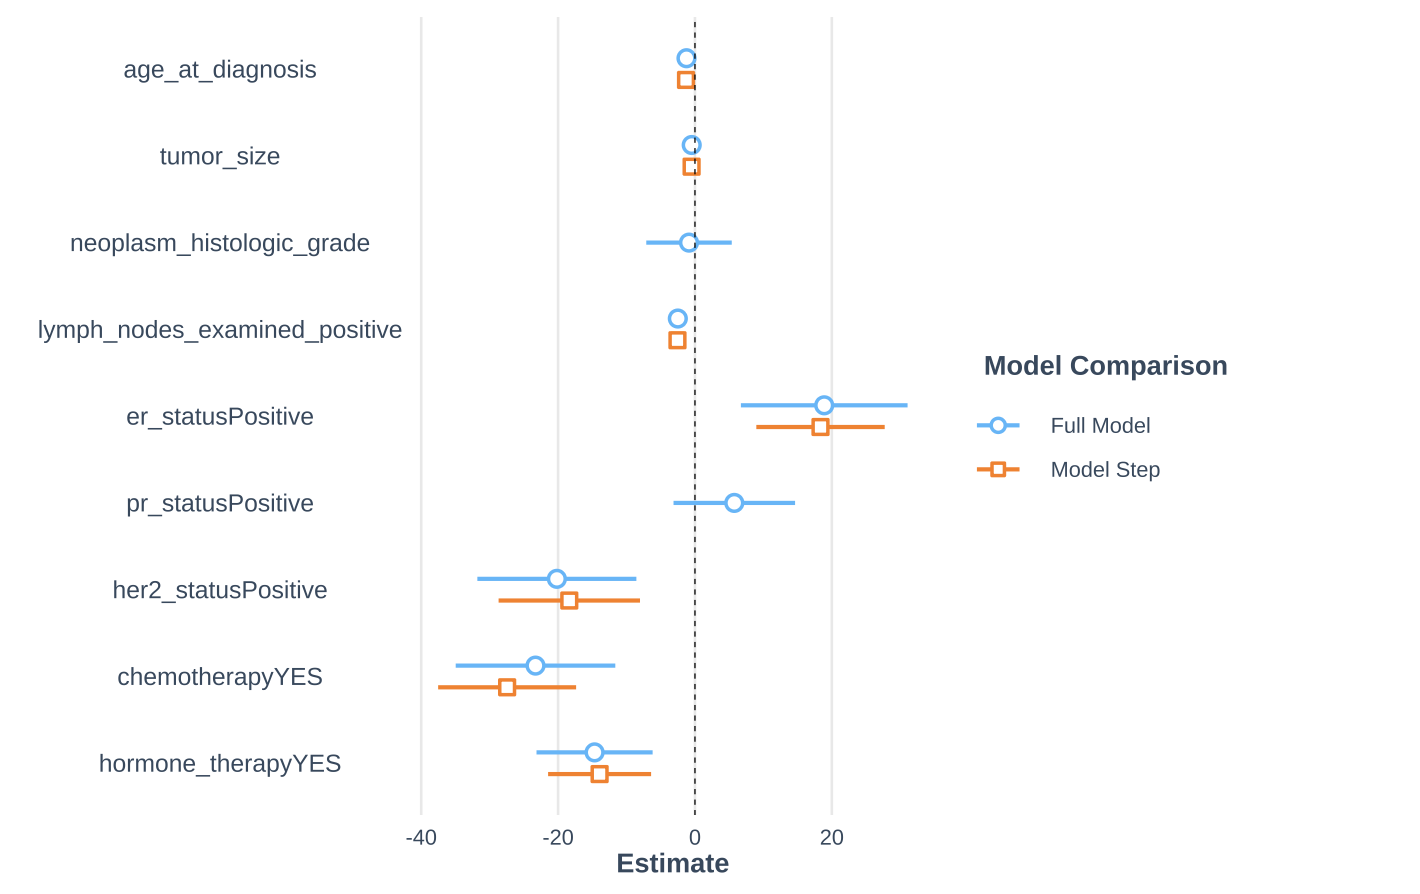 age_at_diagnosis
tumor_size
neoplasm_histologic_grade
lymph_nodes_examined_positive
er_statusPositive
pr_statusPositive
her2_statusPositive
chemotherapyYES
hormone_therapyYES
-40 -20 0 20
Estimate
Model Comparison
Full Model
Model Step